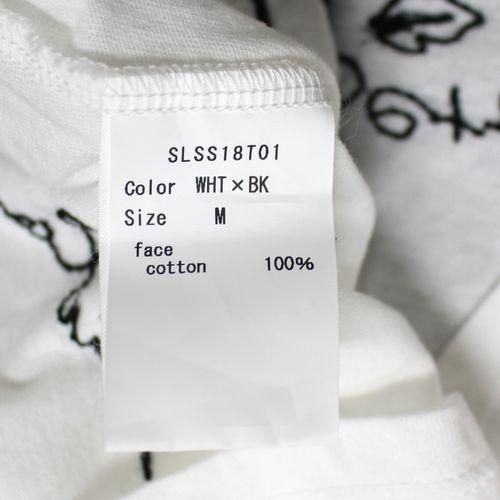 SLSS18T01
Color WHT×BK
Size M
face
cotton 100%